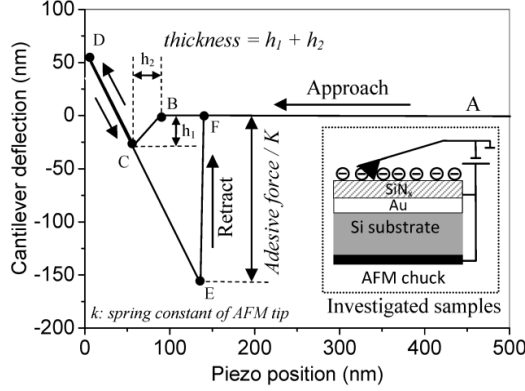 100
50
0
-50
-100
-150
-200
Cantilever deflection (nm)
D
thickness = h₁ + h₂
h₂
B
Approach
A
F
h₁
C
Retract
Adesive force / K
E
k: spring constant of AFM tip
SiNₓ
Au
Si substrate
AFM chuck
Investigated samples
0 100 200 300 400 500
Piezo position (nm)